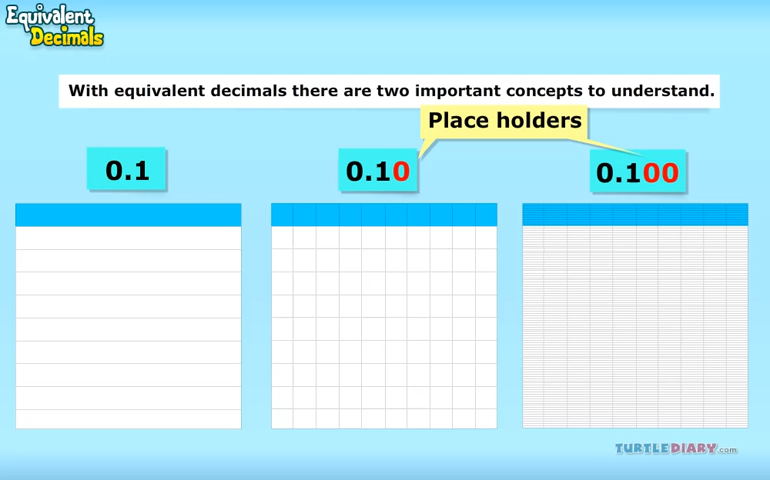 Equivalent
Decimals
With equivalent decimals there are two important concepts to understand.
Place holders
0.1
0.10
0.100
TURTLEDIARY.com